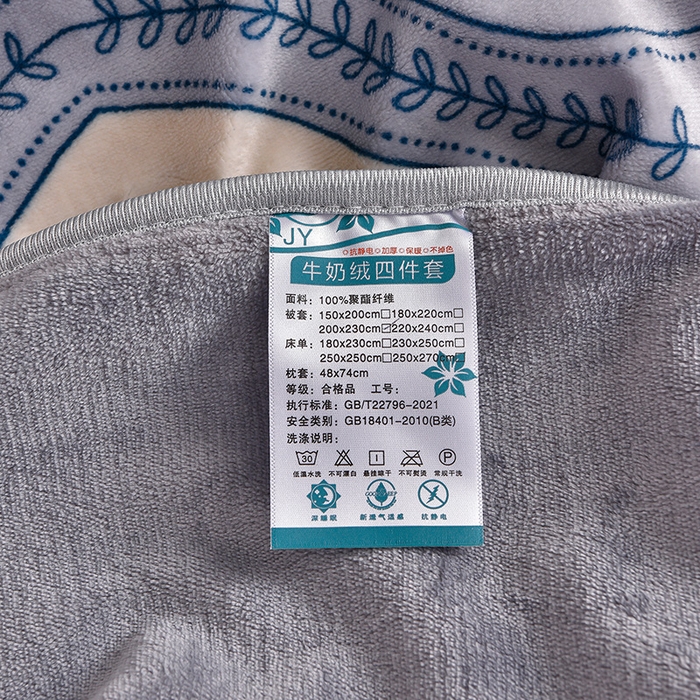 JY
抗静电 加厚 保暖 不掉色
牛奶绒四件套
面料：100%聚酯纤维
被套：150x200cm□180x220cm□
200x230cm☑220x240cm□
床单：180x230cm□230x250cm□
250x250cm□250x270cm
枕套：48x74cm
等级：合格品 工号：
执行标准：GB/T22796-2021
安全类别：GB18401-2010(B类)
洗涤说明：
30 P
低温水洗 不可漂白 悬挂晾干 不可熨烫 常规干洗
深睡眠 新透气适感 抗静电